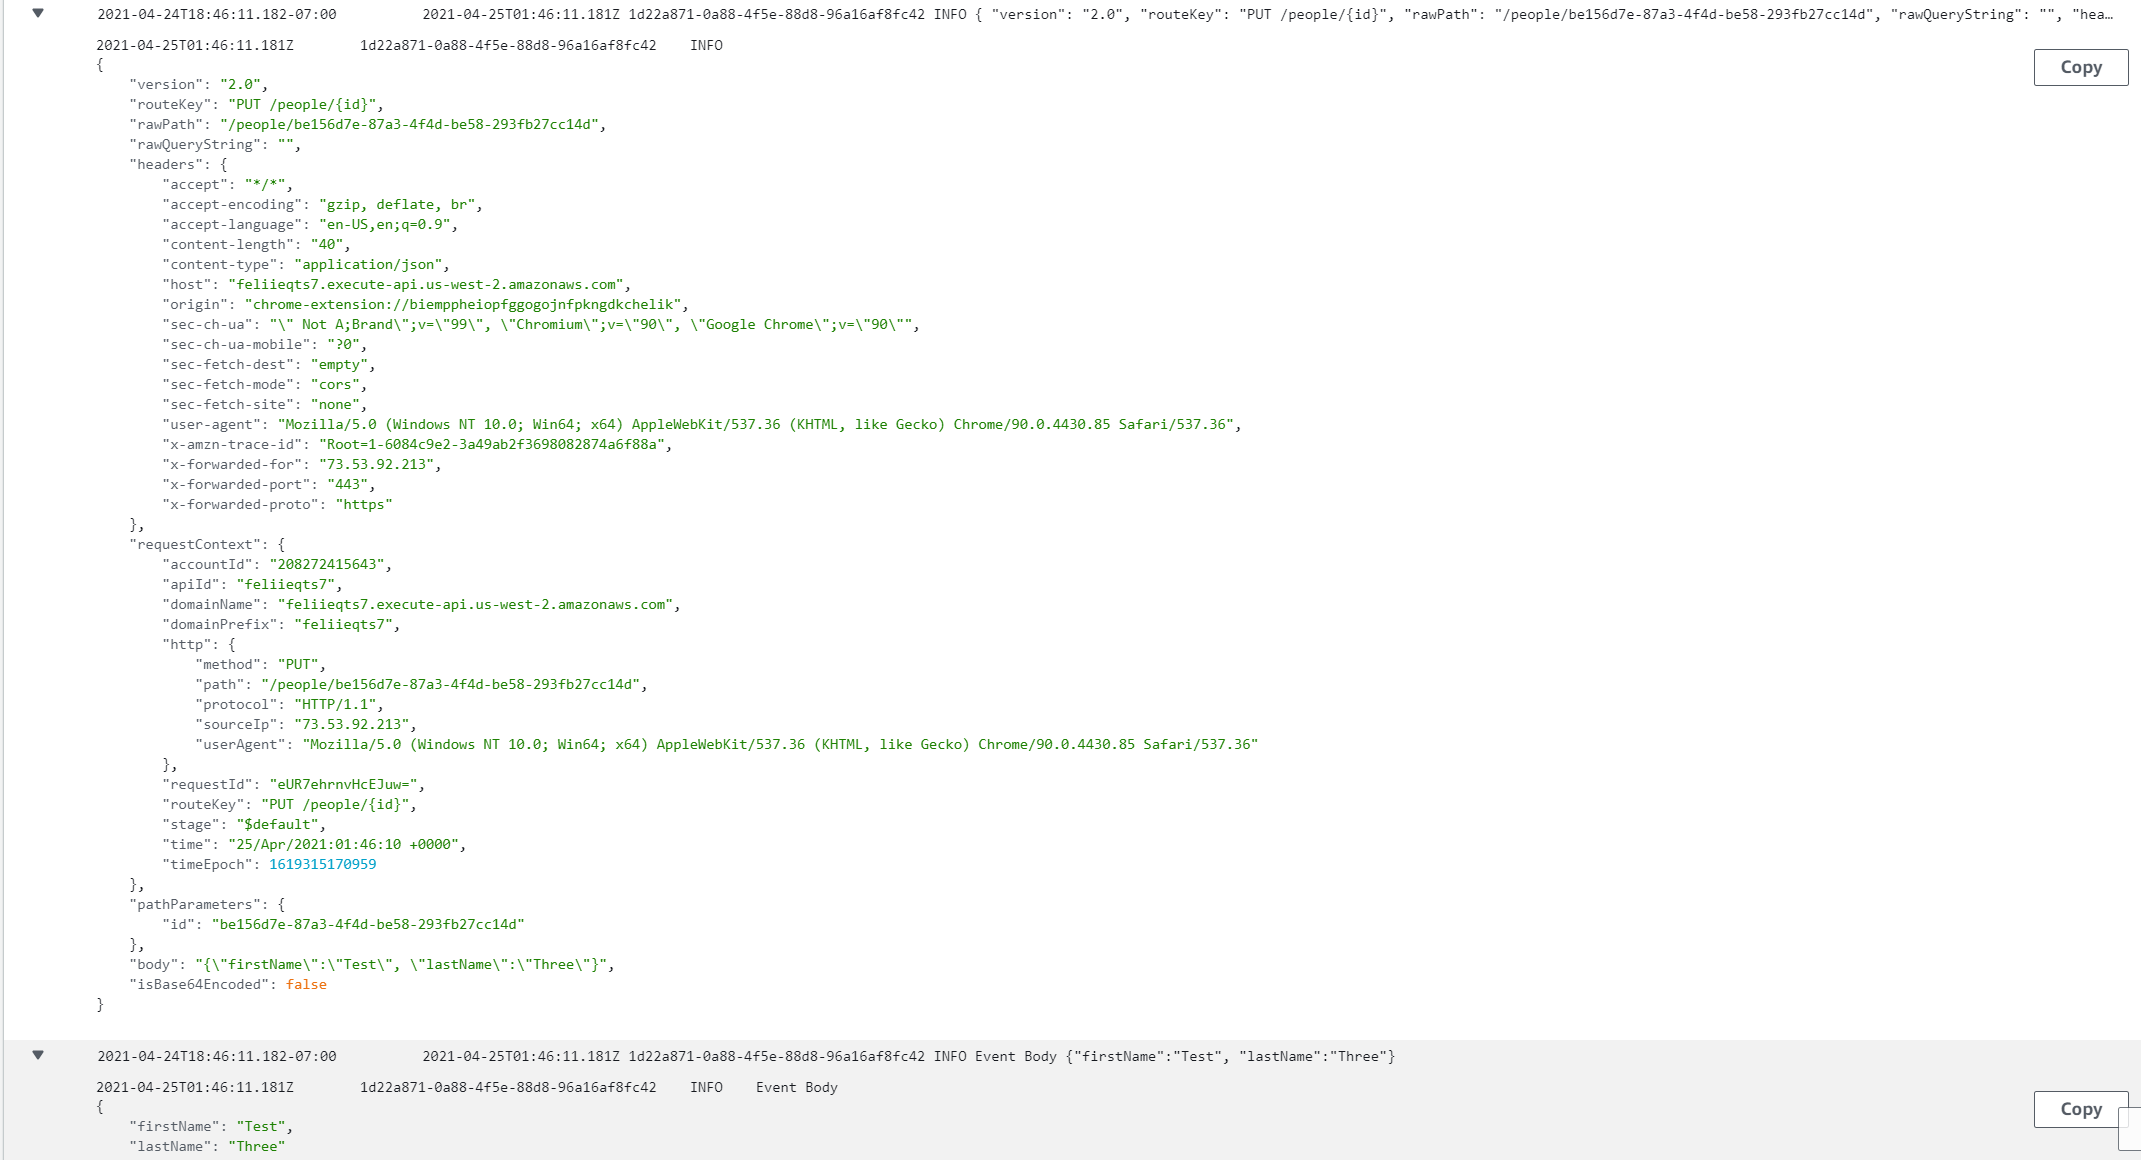 2021-04-24T18:46:11.182-07:00 2021-04-25T01:46:11.181Z 1d22a871-0a88-4f5e-88d8-96a16af8fc42 INFO { "version": "2.0", "routeKey": "PUT /people/{id}", "rawPath": "/people/be156d7e-87a3-4f4d-be58-293fb27cc14d", "rawQueryString": "", "hea…
2021-04-25T01:46:11.181Z 1d22a871-0a88-4f5e-88d8-96a16af8fc42 INFO
Copy
{
"version": "2.0",
"routeKey": "PUT /people/{id}",
"rawPath": "/people/be156d7e-87a3-4f4d-be58-293fb27cc14d",
"rawQueryString": "",
"headers": {
"accept": "*/*",
"accept-encoding": "gzip, deflate, br",
"accept-language": "en-US,en;q=0.9",
"content-length": "40",
"content-type": "application/json",
"host": "feliieqts7.execute-api.us-west-2.amazonaws.com",
"origin": "chrome-extension://biemppheiopfggogojnfpkngdkchelik",
"sec-ch-ua": "\" Not A;Brand\";v=\"99\", \"Chromium\";v=\"90\", \"Google Chrome\";v=\"90\"",
"sec-ch-ua-mobile": "?0",
"sec-fetch-dest": "empty",
"sec-fetch-mode": "cors",
"sec-fetch-site": "none",
"user-agent": "Mozilla/5.0 (Windows NT 10.0; Win64; x64) AppleWebKit/537.36 (KHTML, like Gecko) Chrome/90.0.4430.85 Safari/537.36",
"x-amzn-trace-id": "Root=1-6084c9e2-3a49ab2f3698082874a6f88a",
"x-forwarded-for": "73.53.92.213",
"x-forwarded-port": "443",
"x-forwarded-proto": "https"
},
"requestContext": {
"accountId": "208272415643",
"apiId": "feliieqts7",
"domainName": "feliieqts7.execute-api.us-west-2.amazonaws.com",
"domainPrefix": "feliieqts7",
"http": {
"method": "PUT",
"path": "/people/be156d7e-87a3-4f4d-be58-293fb27cc14d",
"protocol": "HTTP/1.1",
"sourceIp": "73.53.92.213",
"userAgent": "Mozilla/5.0 (Windows NT 10.0; Win64; x64) AppleWebKit/537.36 (KHTML, like Gecko) Chrome/90.0.4430.85 Safari/537.36"
},
"requestId": "eUR7ehrnvHcEJuw=",
"routeKey": "PUT /people/{id}",
"stage": "$default",
"time": "25/Apr/2021:01:46:10 +0000",
"timeEpoch": 1619315170959
},
"pathParameters": {
"id": "be156d7e-87a3-4f4d-be58-293fb27cc14d"
},
"body": "{\"firstName\":\"Test\", \"lastName\":\"Three\"}",
"isBase64Encoded": false
}
2021-04-24T18:46:11.182-07:00 2021-04-25T01:46:11.181Z 1d22a871-0a88-4f5e-88d8-96a16af8fc42 INFO Event Body {"firstName":"Test", "lastName":"Three"}
2021-04-25T01:46:11.181Z 1d22a871-0a88-4f5e-88d8-96a16af8fc42 INFO Event Body
Copy
{
"firstName": "Test",
"lastName": "Three"